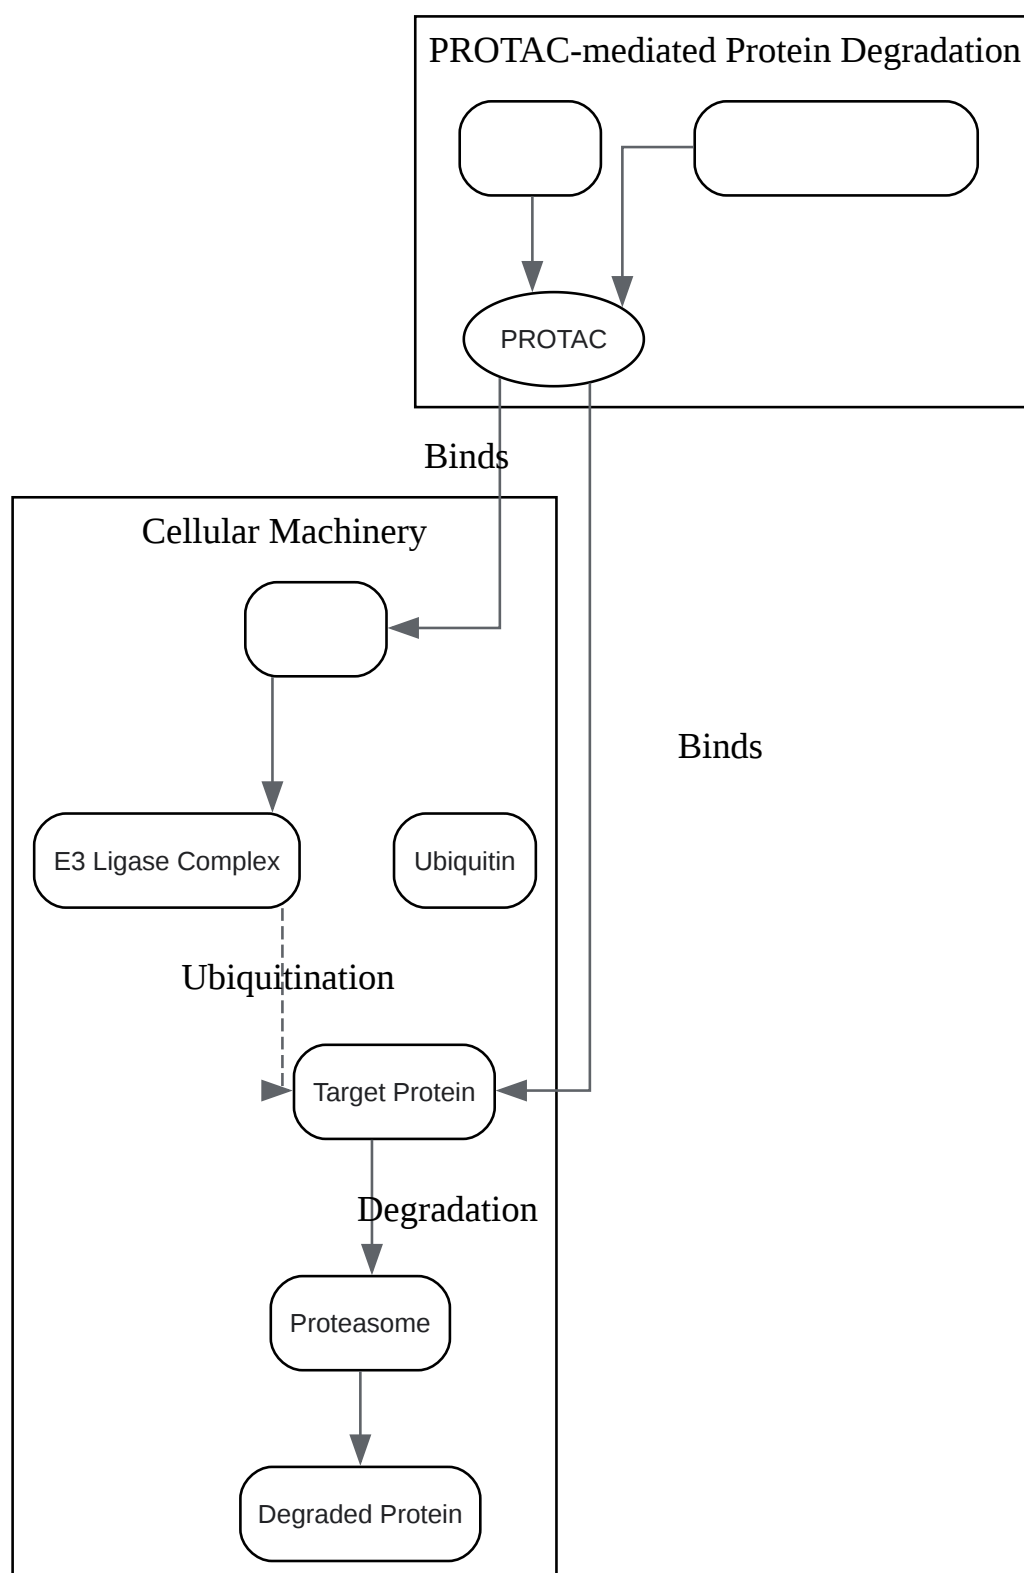 PROTAC-mediated Protein Degradation
PROTAC
Binds
Cellular Machinery
Binds
E3 Ligase Complex
Ubiquitin
Ubiquitination
Target Protein
Degradation
Proteasome
Degraded Protein